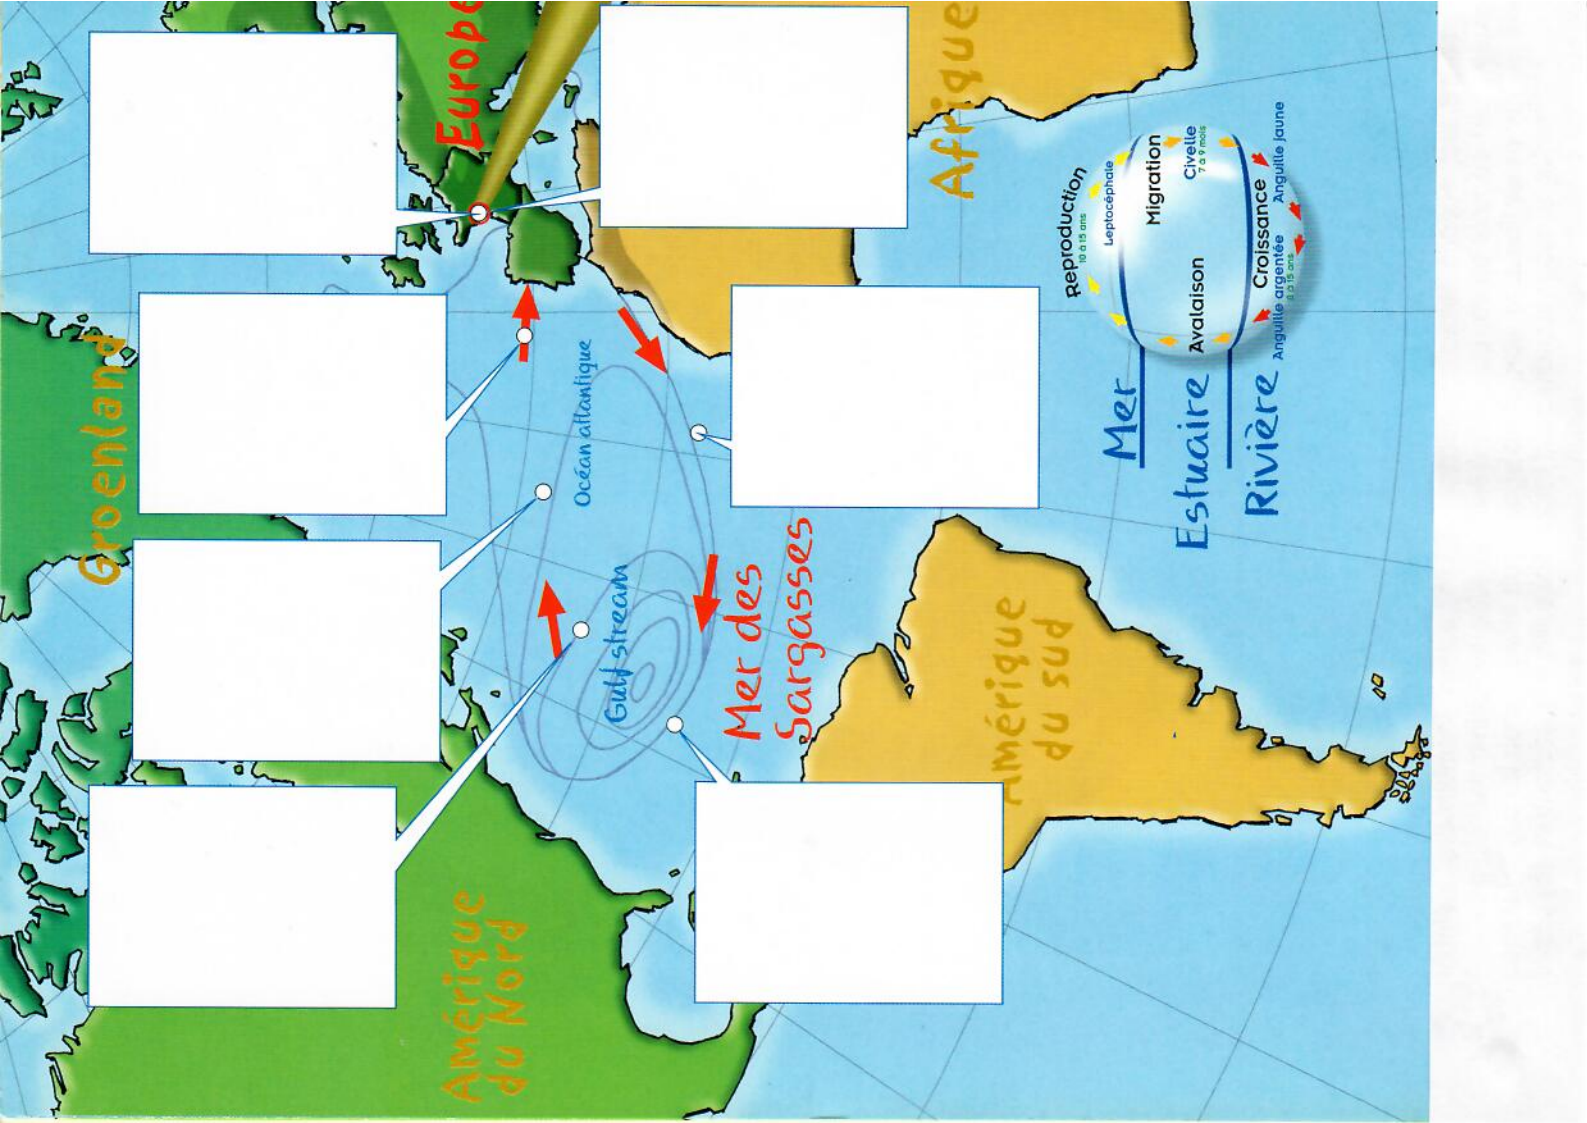 Groenland
Europe
Afrique
Océan atlantique
Gulf stream
Mer des
Sargasses
Amérique
du Nord
Amérique
du sud
Reproduction
10 à 15 ans
Leptocéphale
Migration
Civelle
7 à 9 mois
Avalaison
Croissance
Anguille jaune
Anguille argentée
Mer
Estuaire
Rivière